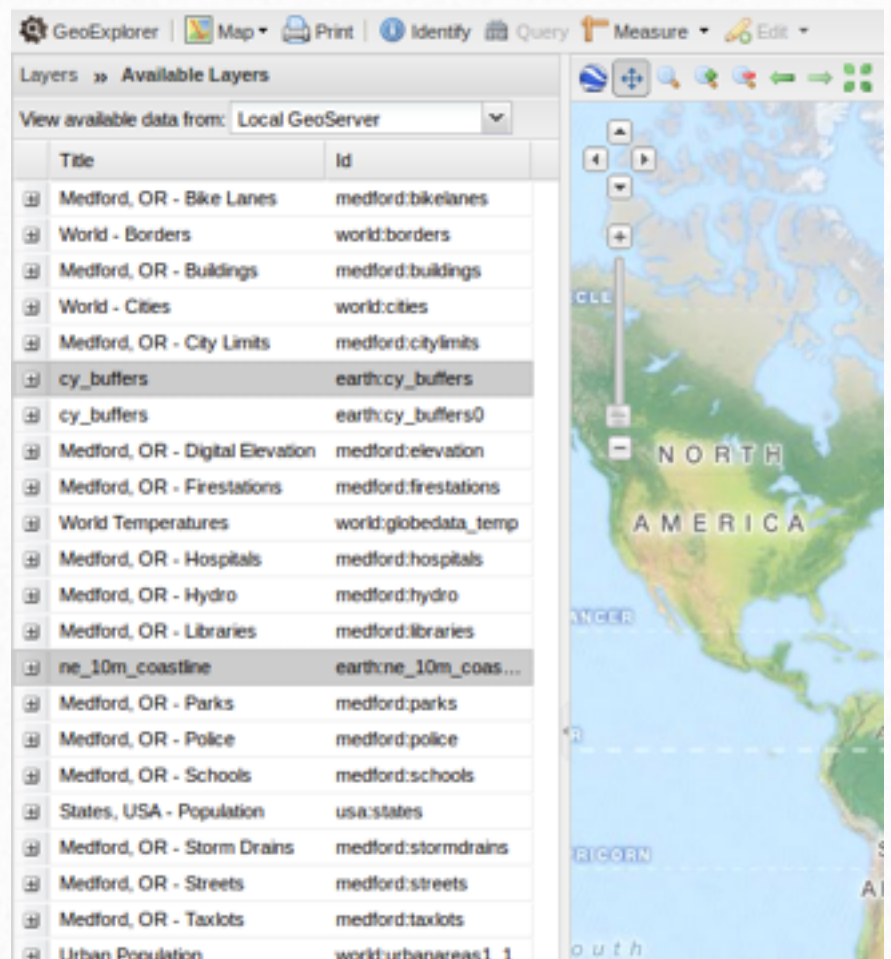 GeoExplorer Map Print Identify Query Measure Edit
Layers » Available Layers
View available data from: Local GeoServer
Title Id
Medford, OR - Bike Lanes medford:bikelanes
World - Borders world:borders
Medford, OR - Buildings medford:buildings
World - Cities world:cities
Medford, OR - City Limits medford:citylimits
cy_buffers earth:cy_buffers
cy_buffers earth:cy_buffers0
Medford, OR - Digital Elevation medford:elevation
Medford, OR - Firestations medford:firestations
World Temperatures world:globedata_temp
Medford, OR - Hospitals medford:hospitals
Medford, OR - Hydro medford:hydro
Medford, OR - Libraries medford:libraries
ne_10m_coastline earth:ne_10m_coas...
Medford, OR - Parks medford:parks
Medford, OR - Police medford:police
Medford, OR - Schools medford:schools
States, USA - Population usa:states
Medford, OR - Storm Drains medford:stormdrains
Medford, OR - Streets medford:streets
Medford, OR - Taxlots medford:taxlots
Urban Population world:urbanareas1_1
CLE
NORTH
AMERICA
ANCER
R
RICORN
S
A
outh